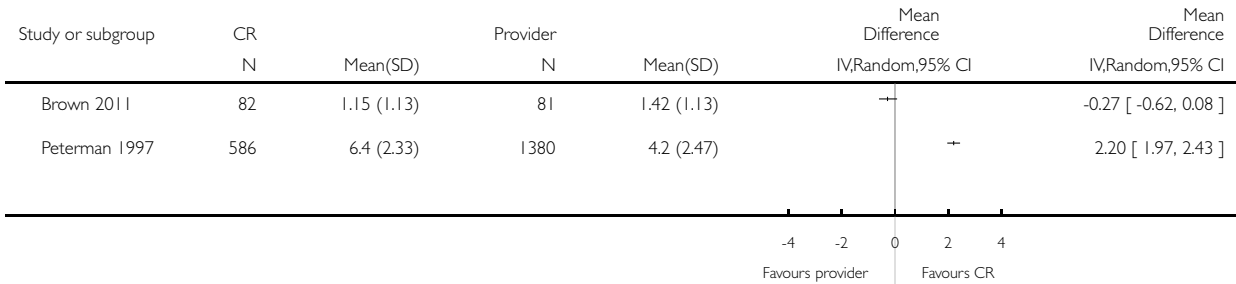 Study or subgroup CR Provider Mean Difference Mean Difference
N Mean(SD) N Mean(SD) IV,Random,95% CI IV,Random,95% CI
Brown 2011 82 1.15 (1.13) 81 1.42 (1.13) -0.27 [ -0.62, 0.08 ]
Peterman 1997 586 6.4 (2.33) 1380 4.2 (2.47) 2.20 [ 1.97, 2.43 ]
-4 -2 0 2 4
Favours provider Favours CR